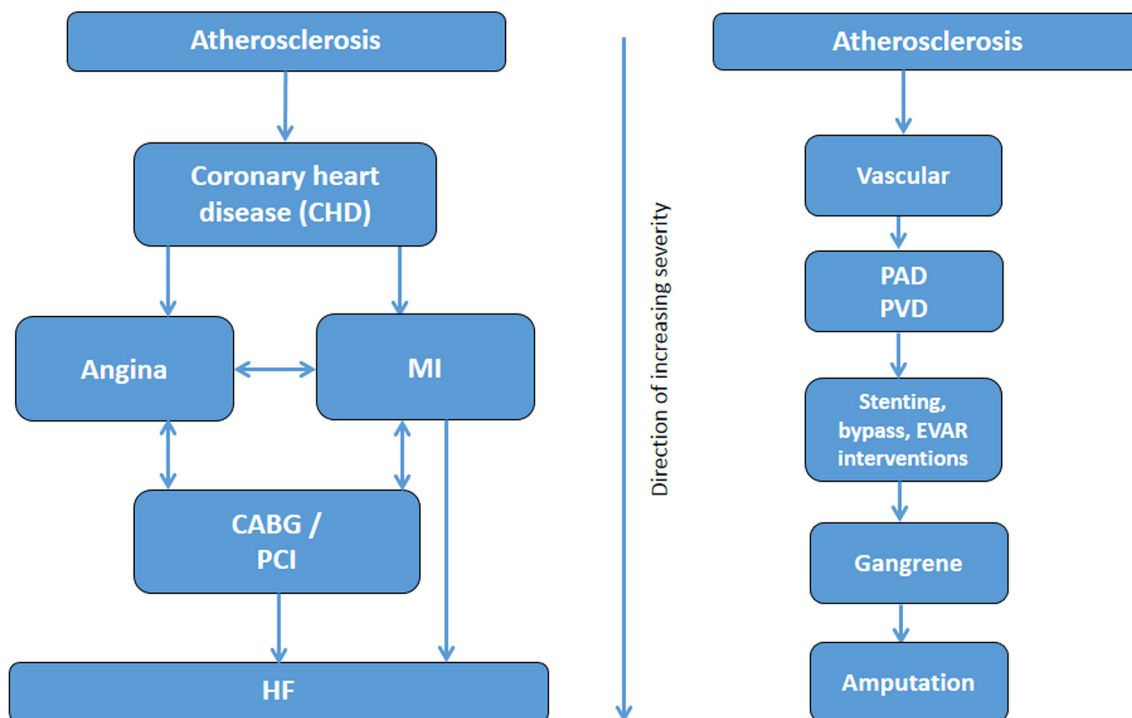 Atherosclerosis
Coronary heart
disease (CHD)
Angina
MI
CABG /
PCI
HF
Direction of increasing severity
Atherosclerosis
Vascular
PAD
PVD
Stenting,
bypass, EVAR
interventions
Gangrene
Amputation